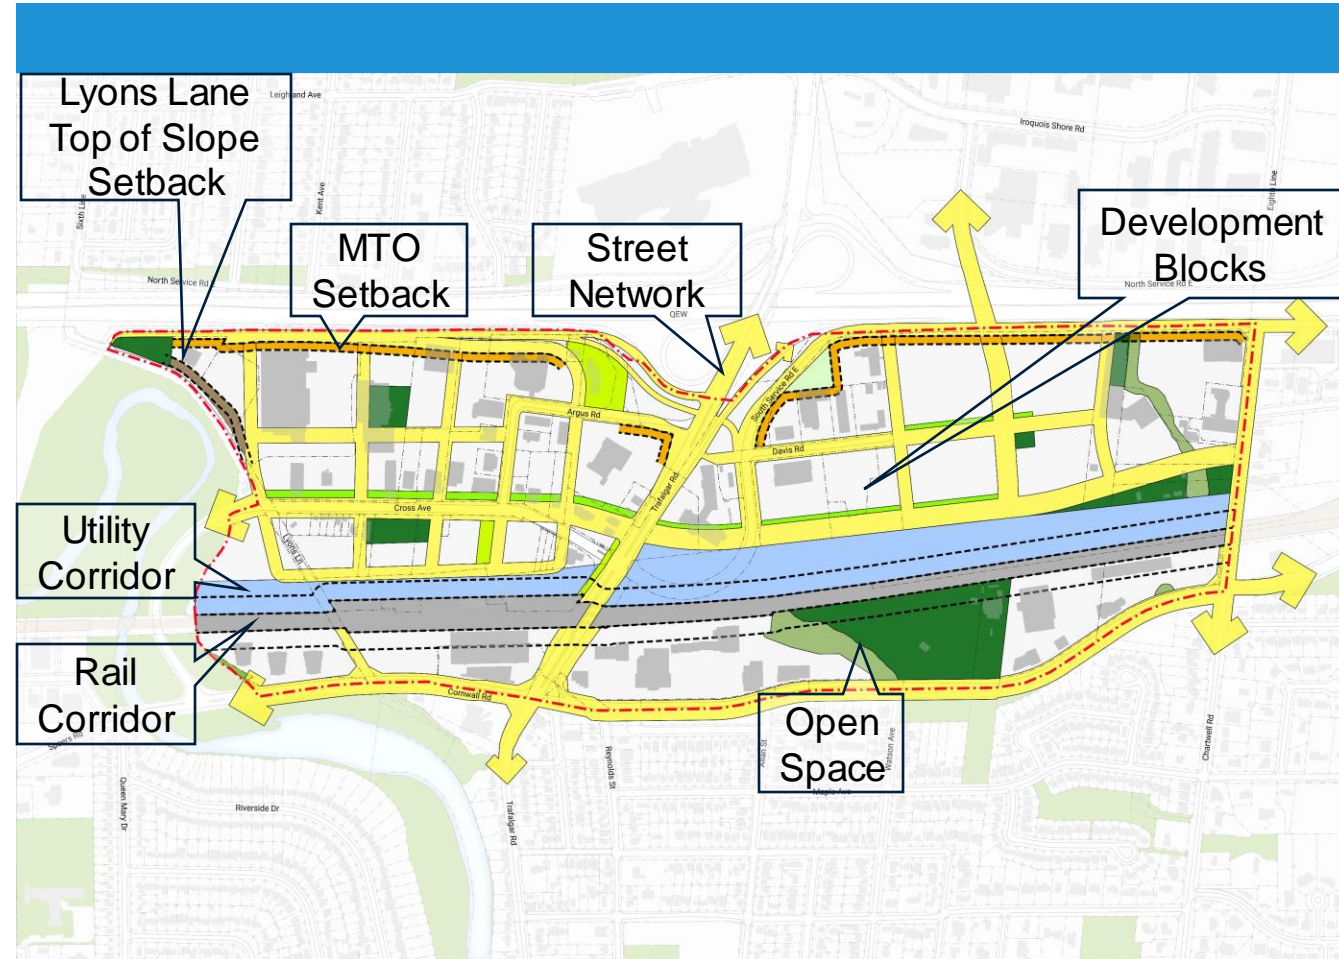 Lyons Lane
Top of Slope
Setback
Leighland Ave
Iroquois Shore Rd
Sixth Line
Kent Ave
Eighth Line
MTO
Setback
Street
Network
Development
Blocks
North Service Rd E
North Service Rd E
QEW
South Service Rd E
Argus Rd
Davis Rd
Trafalgar Rd
Cross Ave
Lyons Ln
Utility
Corridor
Rail
Corridor
Cornwall Rd
Open
Space
Speers Rd
Queen Mary Dr
Riverside Dr
Trafalgar Rd
Reynolds St
Allan St
Watson Ave
Maple Ave
Chartwell Rd